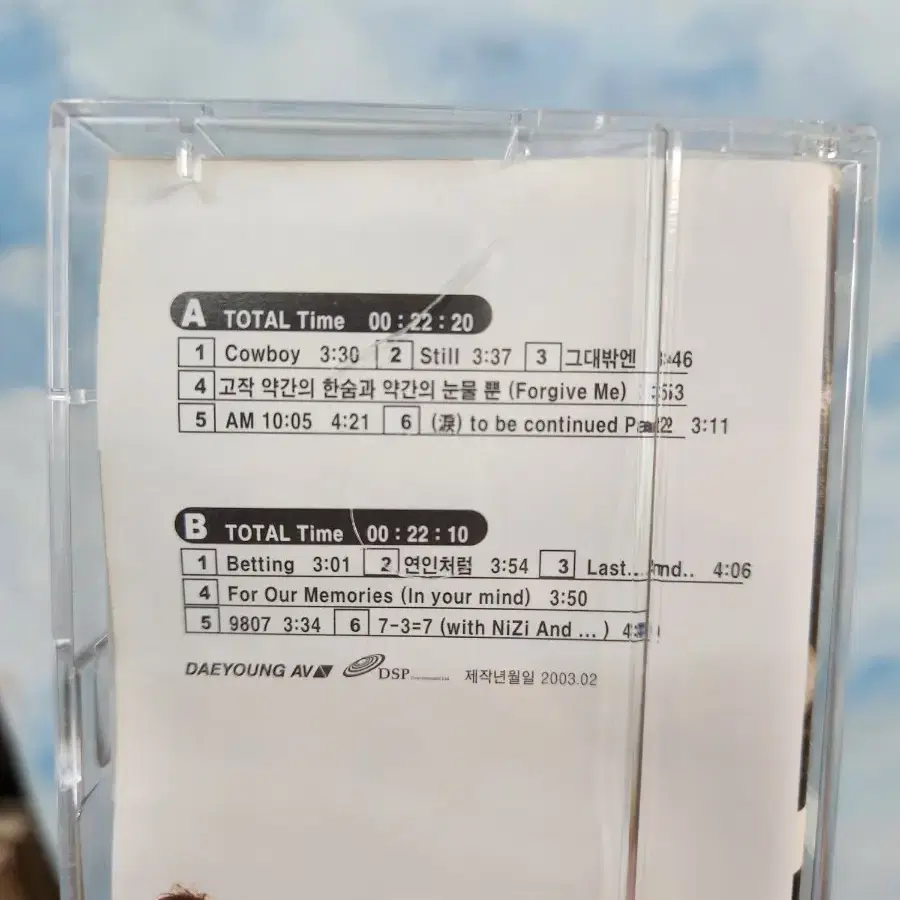 A TOTAL Time 00 : 22 : 20
1 Cowboy 3:30 2 Still 3:37 3 그대밖엔 :46
4 고작 약간의 한숨과 약간의 눈물 뿐 (Forgive Me)
5 AM 10:05 4:21 6 (淚) to be continued 3:11
B TOTAL Time 00 : 22 : 10
1 Betting 3:01 2 연인처럼 3:54 3 Last... And.. 4:06
4 For Our Memories (In your mind) 3:50
5 9807 3:34 6 7-3=7 (with NiZi And ... )
DAEYOUNG AV DSP 제작년월일 2003.02